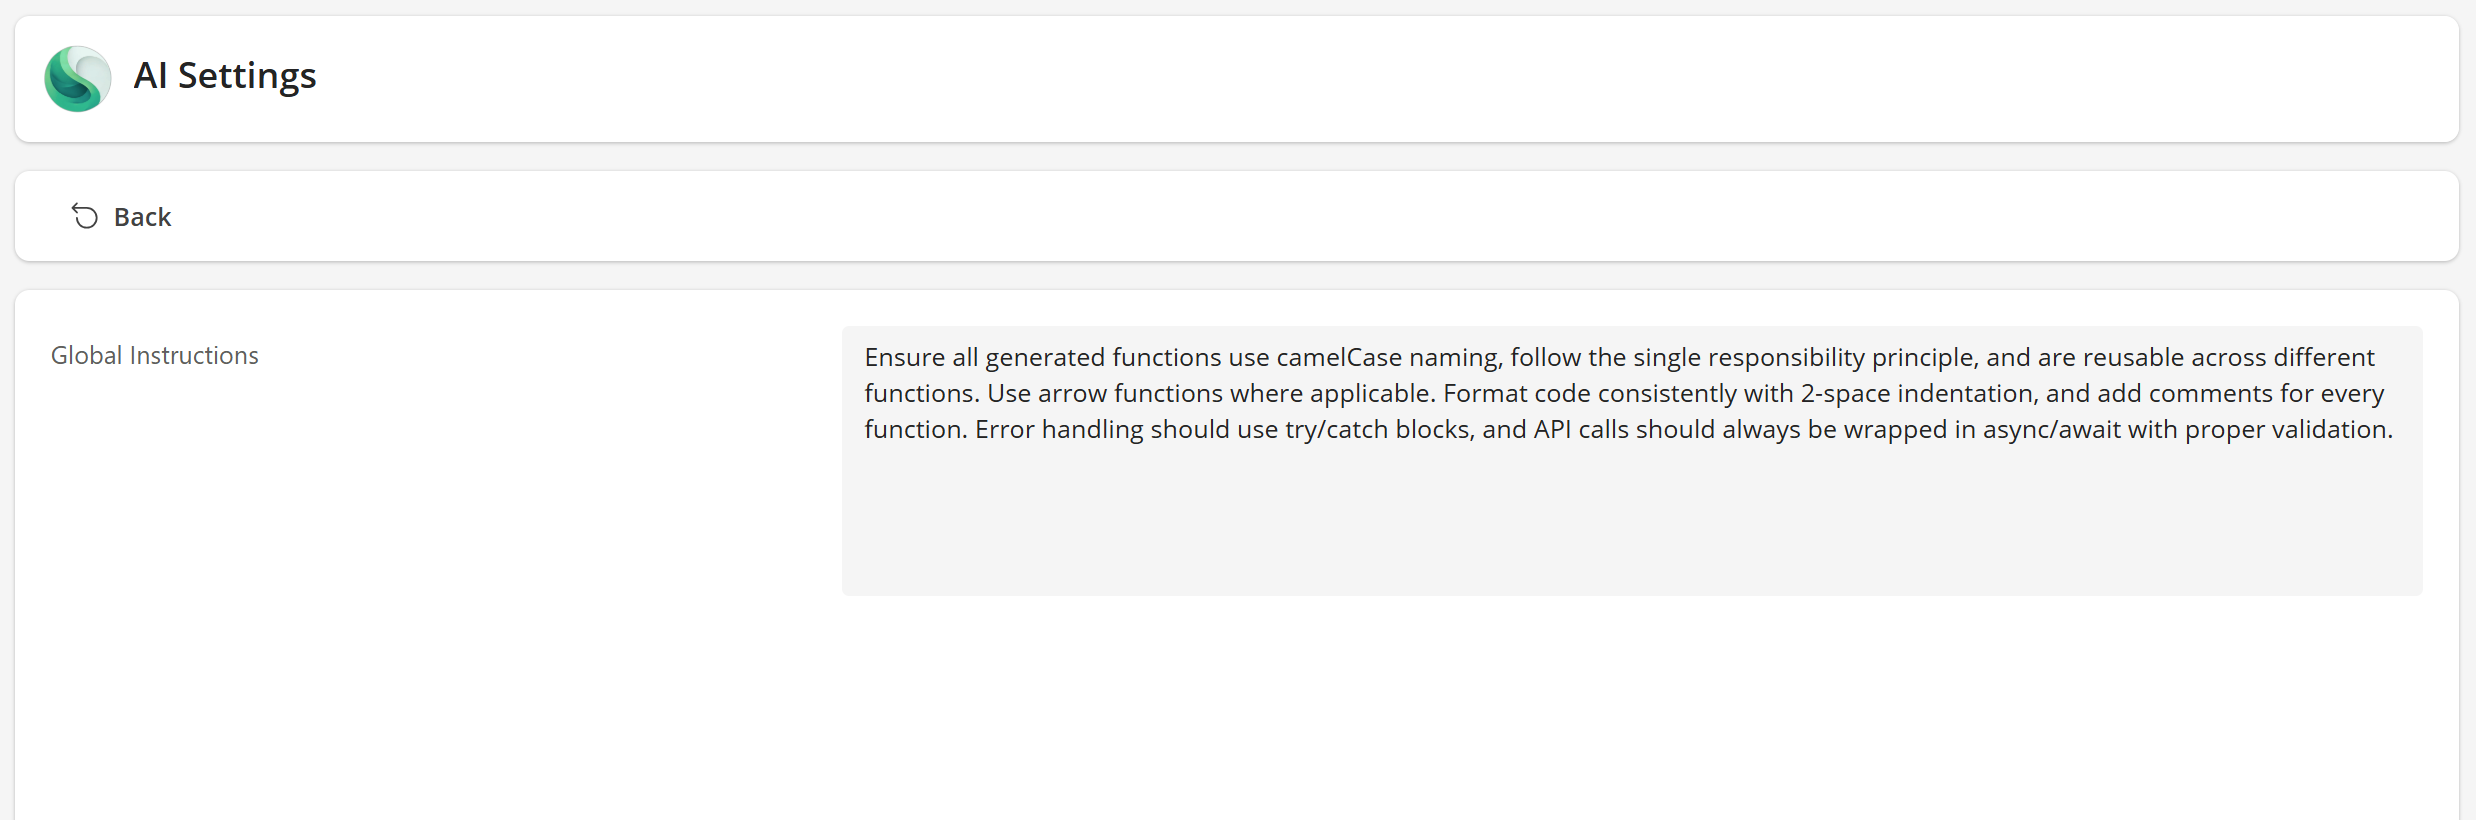 AI Settings
Back
Global Instructions
Ensure all generated functions use camelCase naming, follow the single responsibility principle, and are reusable across different
functions. Use arrow functions where applicable. Format code consistently with 2-space indentation, and add comments for every
function. Error handling should use try/catch blocks, and API calls should always be wrapped in async/await with proper validation.